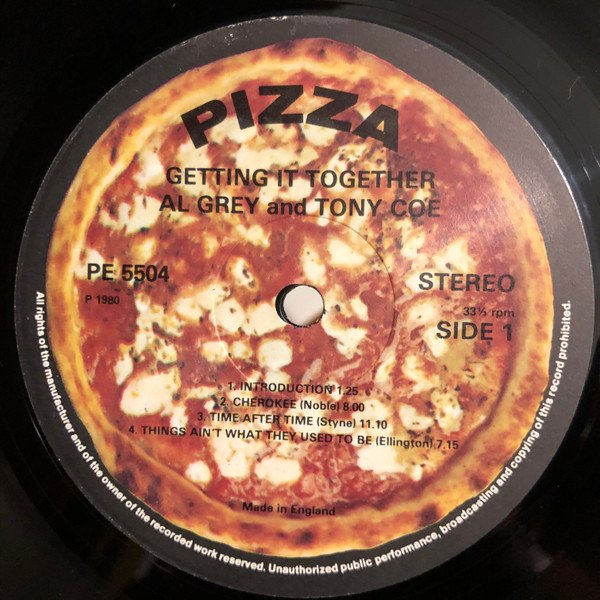 PIZZA
GETTING IT TOGETHER
AL GREY and TONY COE
PE 5504
P 1980
STEREO
33⅓ rpm
SIDE 1
1. INTRODUCTION 1.25
2. CHEROKEE (Noble) 8.00
3. TIME AFTER TIME (Styne) 11.10
4. THINGS AIN'T WHAT THEY USED TO BE (Ellington) 7.15
Made in England
All rights of the manufacturer and of the owner of the recorded work reserved. Unauthorized public performance, broadcasting and copying of this record prohibited.